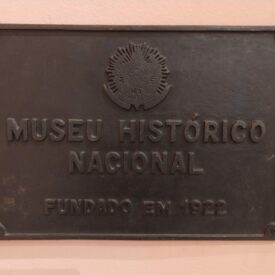 MUSEU HISTÓRICO
NACIONAL
FUNDADO EM 1922